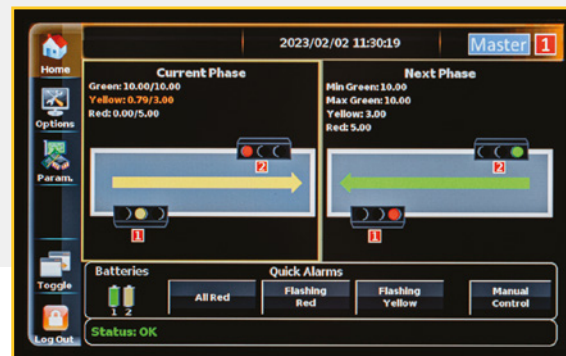 2023/02/02 11:30:19
Master 1
Home
Options
Param.
Toggle
Log Out
Current Phase
Green: 10.00/10.00
Yellow: 0.79/3.00
Red: 0.00/5.00
2
1
Next Phase
Min Green: 10.00
Max Green: 10.00
Yellow: 3.00
Red: 5.00
2
1
Batteries
1 2
Quick Alarms
All Red
Flashing
Red
Flashing
Yellow
Manual
Control
Status: OK